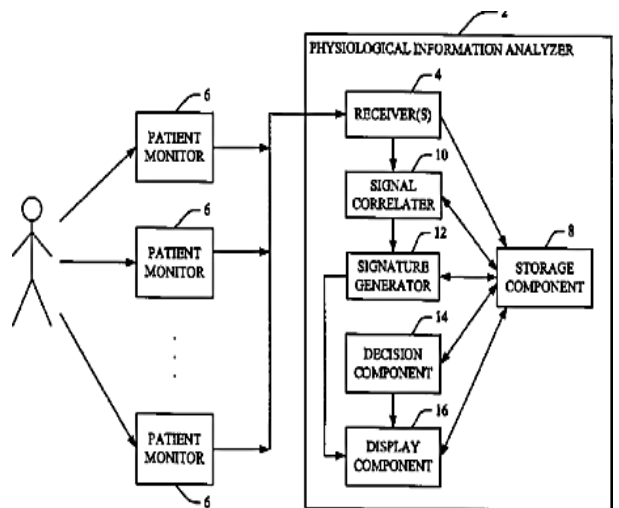 2
PHYSIOLOGICAL INFORMATION ANALYZER
6
PATIENT
MONITOR
4
RECEIVER(S)
10
SIGNAL
CORRELATER
6
PATIENT
MONITOR
12
SIGNATURE
GENERATOR
8
STORAGE
COMPONENT
14
DECISION
COMPONENT
16
DISPLAY
COMPONENT
PATIENT
MONITOR
6